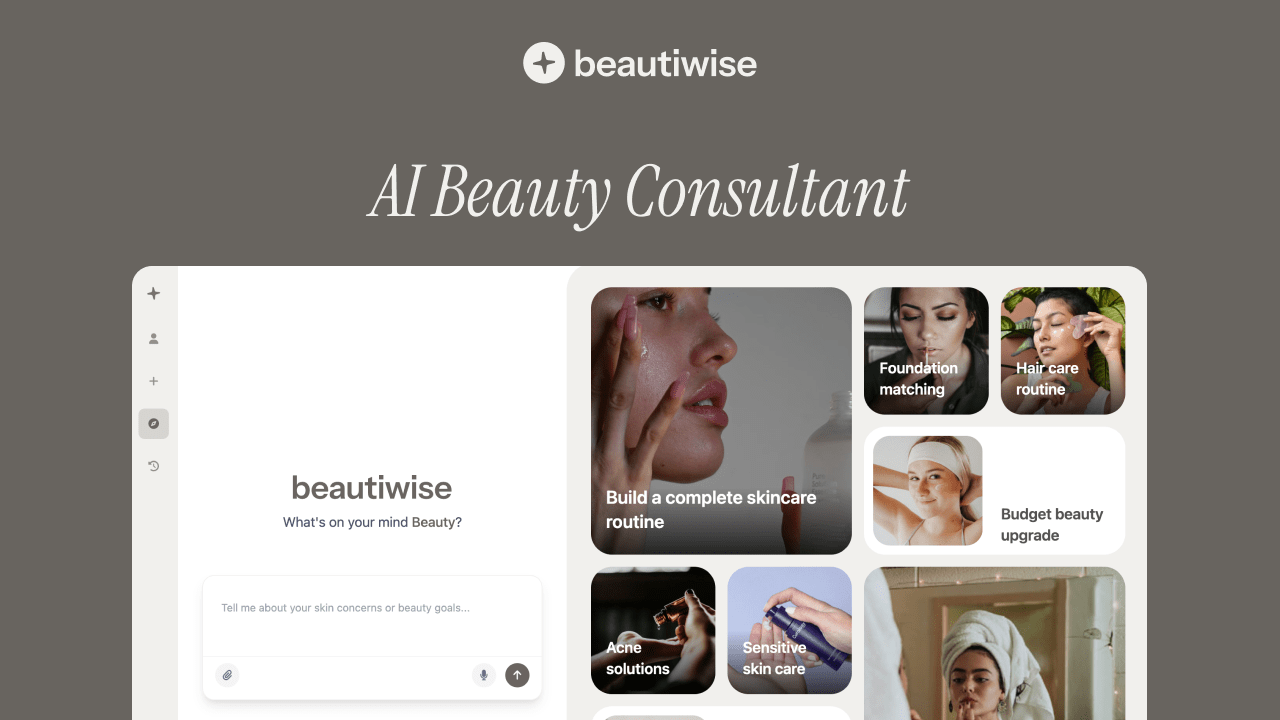 beautiwise
AI Beauty Consultant
beautiwise
What's on your mind Beauty?
Tell me about your skin concerns or beauty goals...
Build a complete skincare
routine
Foundation
matching
Hair care
routine
Budget beauty
upgrade
Acne
solutions
Sensitive
skin care